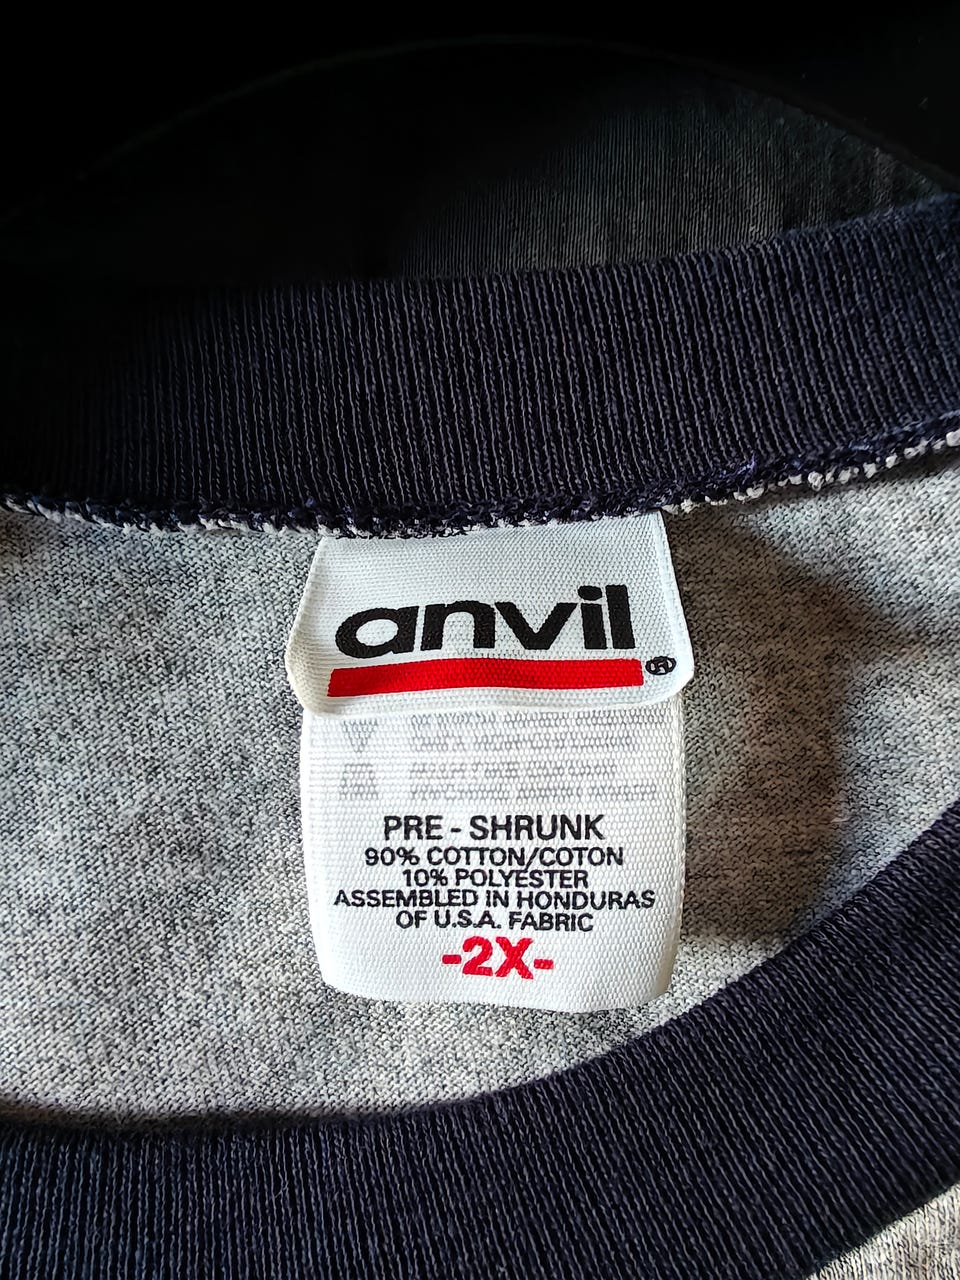 anvil
®
PRE - SHRUNK
90% COTTON/COTON
10% POLYESTER
ASSEMBLED IN HONDURAS
OF U.S.A. FABRIC
-2X-